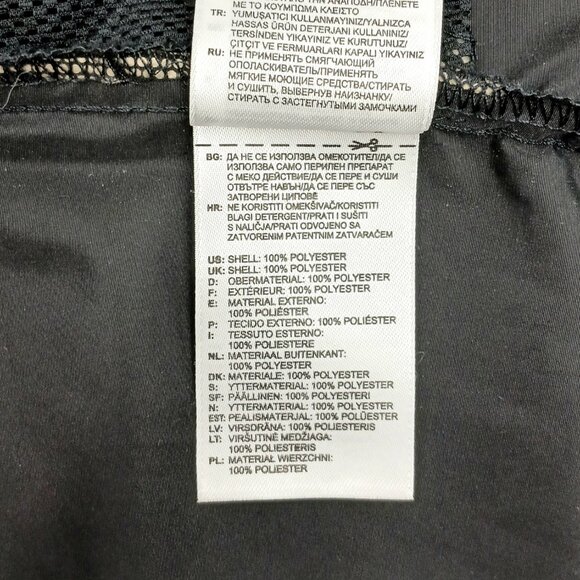 ΜΕ ΤΟ ΚΟΥΜΠΩΜΑ ΚΛΕΙΣΤΟ
TR: YUMUŞATICI KULLANMAYINIZ/YALNIZCA
HASSAS ÜRÜN DETERJANI KULLANINIZ/
TERSİNDEN YIKAYINIZ VE KURUTUNUZ/
ÇITÇIT VE FERMUARLARI KAPALI YIKAYINIZ
RU: НЕ ПРИМЕНЯТЬ СМЯГЧАЮЩИЙ
ОПОЛАСКИВАТЕЛЬ/ПРИМЕНЯТЬ
МЯГКИЕ МОЮЩИЕ СРЕДСТВА/СТИРАТЬ
И СУШИТЬ, ВЫВЕРНУВ НАИЗНАНКУ/
СТИРАТЬ С ЗАСТЕГНУТЫМИ ЗАМОЧКАМИ
BG: ДА НЕ СЕ ИЗПОЛЗВА ОМЕКОТИТЕЛ/ДА СЕ
ИЗПОЛЗВА САМО ПЕРИЛЕН ПРЕПАРАТ
С МЕКО ДЕЙСТВИЕ/ДА СЕ ПЕРЕ И СУШИ
ОТВЪТРЕ НАВЪН/ДА СЕ ПЕРЕ СЪС
ЗАТВОРЕНИ ЦИПОВЕ
HR: NE KORISTITI OMEKŠIVAČ/KORISTITI
BLAGI DETERGENT/PRATI I SUŠITI
S NALIČJA/PRATI ODVOJENO SA
ZATVORENIM PATENTNIM ZATVARAČEM
US: SHELL: 100% POLYESTER
UK: SHELL: 100% POLYESTER
D: OBERMATERIAL: 100% POLYESTER
F: EXTÉRIEUR: 100% POLYESTER
E: MATERIAL EXTERNO:
100% POLIÉSTER
P: TECIDO EXTERNO: 100% POLIÉSTER
I: TESSUTO ESTERNO:
100% POLIESTERE
NL: MATERIAAL BUITENKANT:
100% POLYESTER
DK: MATERIALE: 100% POLYESTER
S: YTTERMATERIAL: 100% POLYESTER
SF: PÄÄLLINEN: 100% POLYESTERI
N: YTTERMATERIAL: 100% POLYESTER
EST: PEALISMATERJAL: 100% POLÜESTER
LV: VIRSDRĀNA: 100% POLIESTERIS
LT: VIRŠUTINĖ MEDŽIAGA:
100% POLIESTERIS
PL: MATERIAŁ WIERZCHNI:
100% POLIESTER